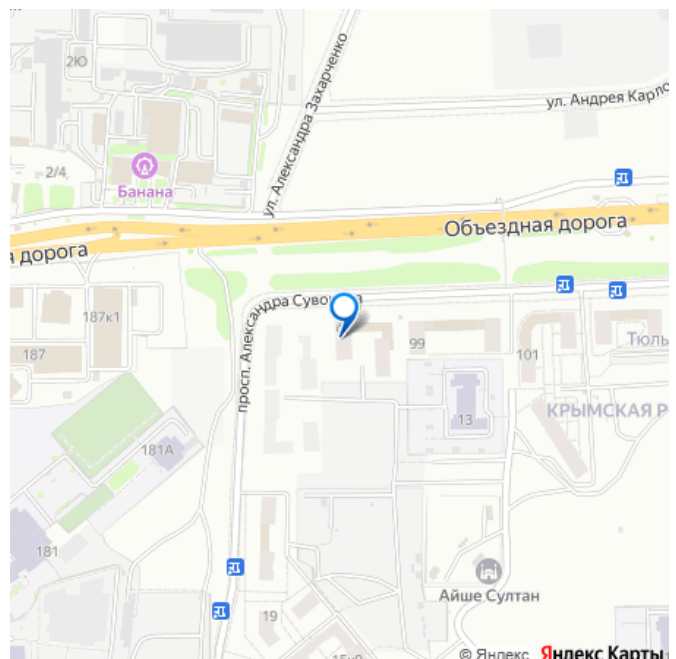 2Ю
ул. Андрея Карло
ул. Александра Захарченко
2/4
Банана
Объездная дорога
я дорога
просп. Александра Суворова
187к1
187
99
101
Тюль
13
КРЫМСКАЯ Р
181А
181
Айше Султан
19
15к9
© Яндекс Яндекс Карты